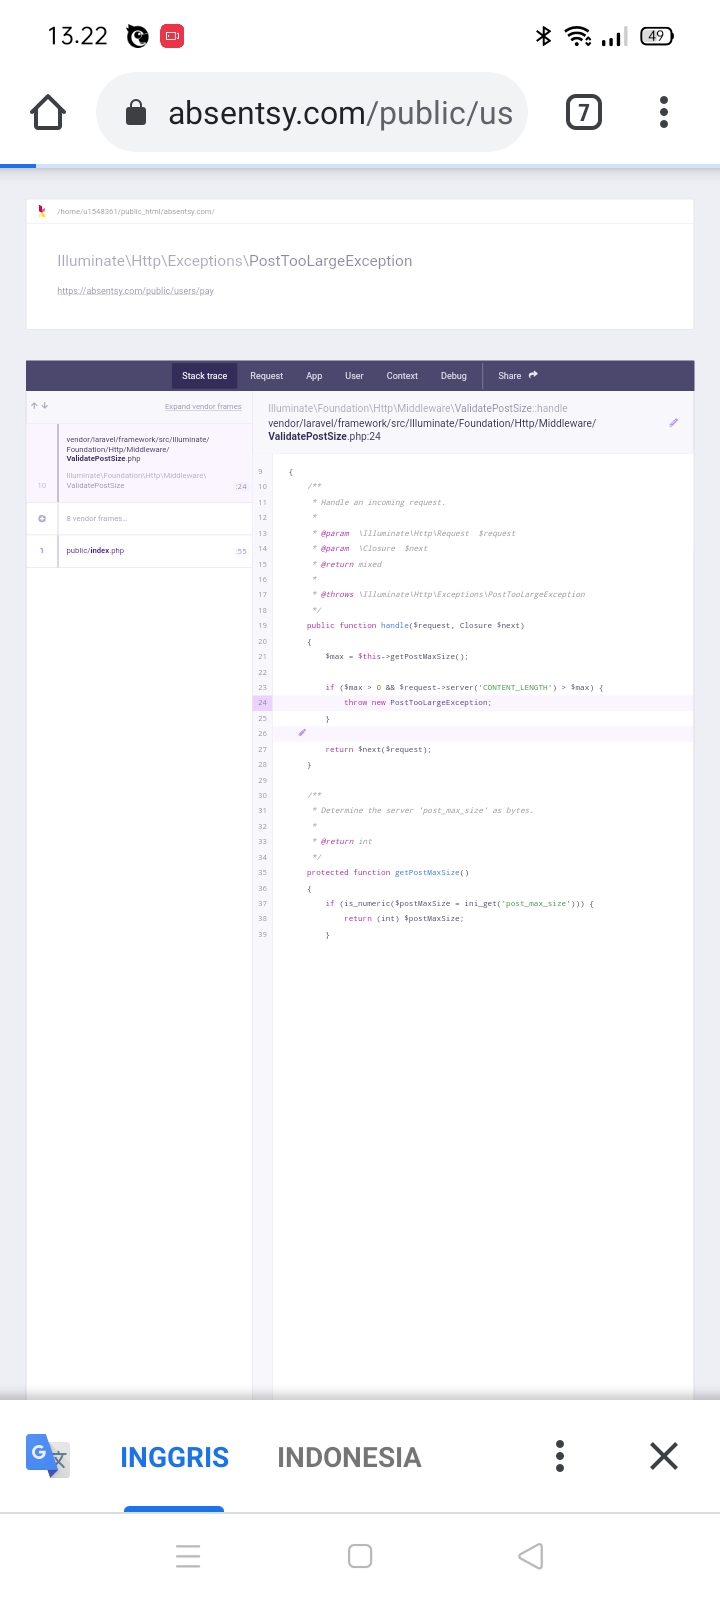 13.22
49
absentsy.com/public/us
7
/home/u1548361/public_html/absentsy.com/
Illuminate\Http\Exceptions\PostTooLargeException
https://absentsy.com/public/users/pay
Stack trace Request App User Context Debug Share
Expand vendor frames
vendor/laravel/framework/src/Illuminate/
Foundation/Http/Middleware/
ValidatePostSize.php
Illuminate\Foundation\Http\Middleware\
10 ValidatePostSize :24
8 vendor frames...
1 public/index.php :55
Illuminate\Foundation\Http\Middleware\ValidatePostSize::handle
vendor/laravel/framework/src/Illuminate/Foundation/Http/Middleware/
ValidatePostSize.php:24
9 {
10 /**
11 * Handle an incoming request.
12 *
13 * @param \Illuminate\Http\Request $request
14 * @param \Closure $next
15 * @return mixed
16 *
17 * @throws \Illuminate\Http\Exceptions\PostTooLargeException
18 */
19 public function handle($request, Closure $next)
20 {
21 $max = $this->getPostMaxSize();
22
23 if ($max > 0 && $request->server('CONTENT_LENGTH') > $max) {
24 throw new PostTooLargeException;
25 }
26
27 return $next($request);
28 }
29
30 /**
31 * Determine the server 'post_max_size' as bytes.
32 *
33 * @return int
34 */
35 protected function getPostMaxSize()
36 {
37 if (is_numeric($postMaxSize = ini_get('post_max_size'))) {
38 return (int) $postMaxSize;
39 }
G 文
INGGRIS INDONESIA